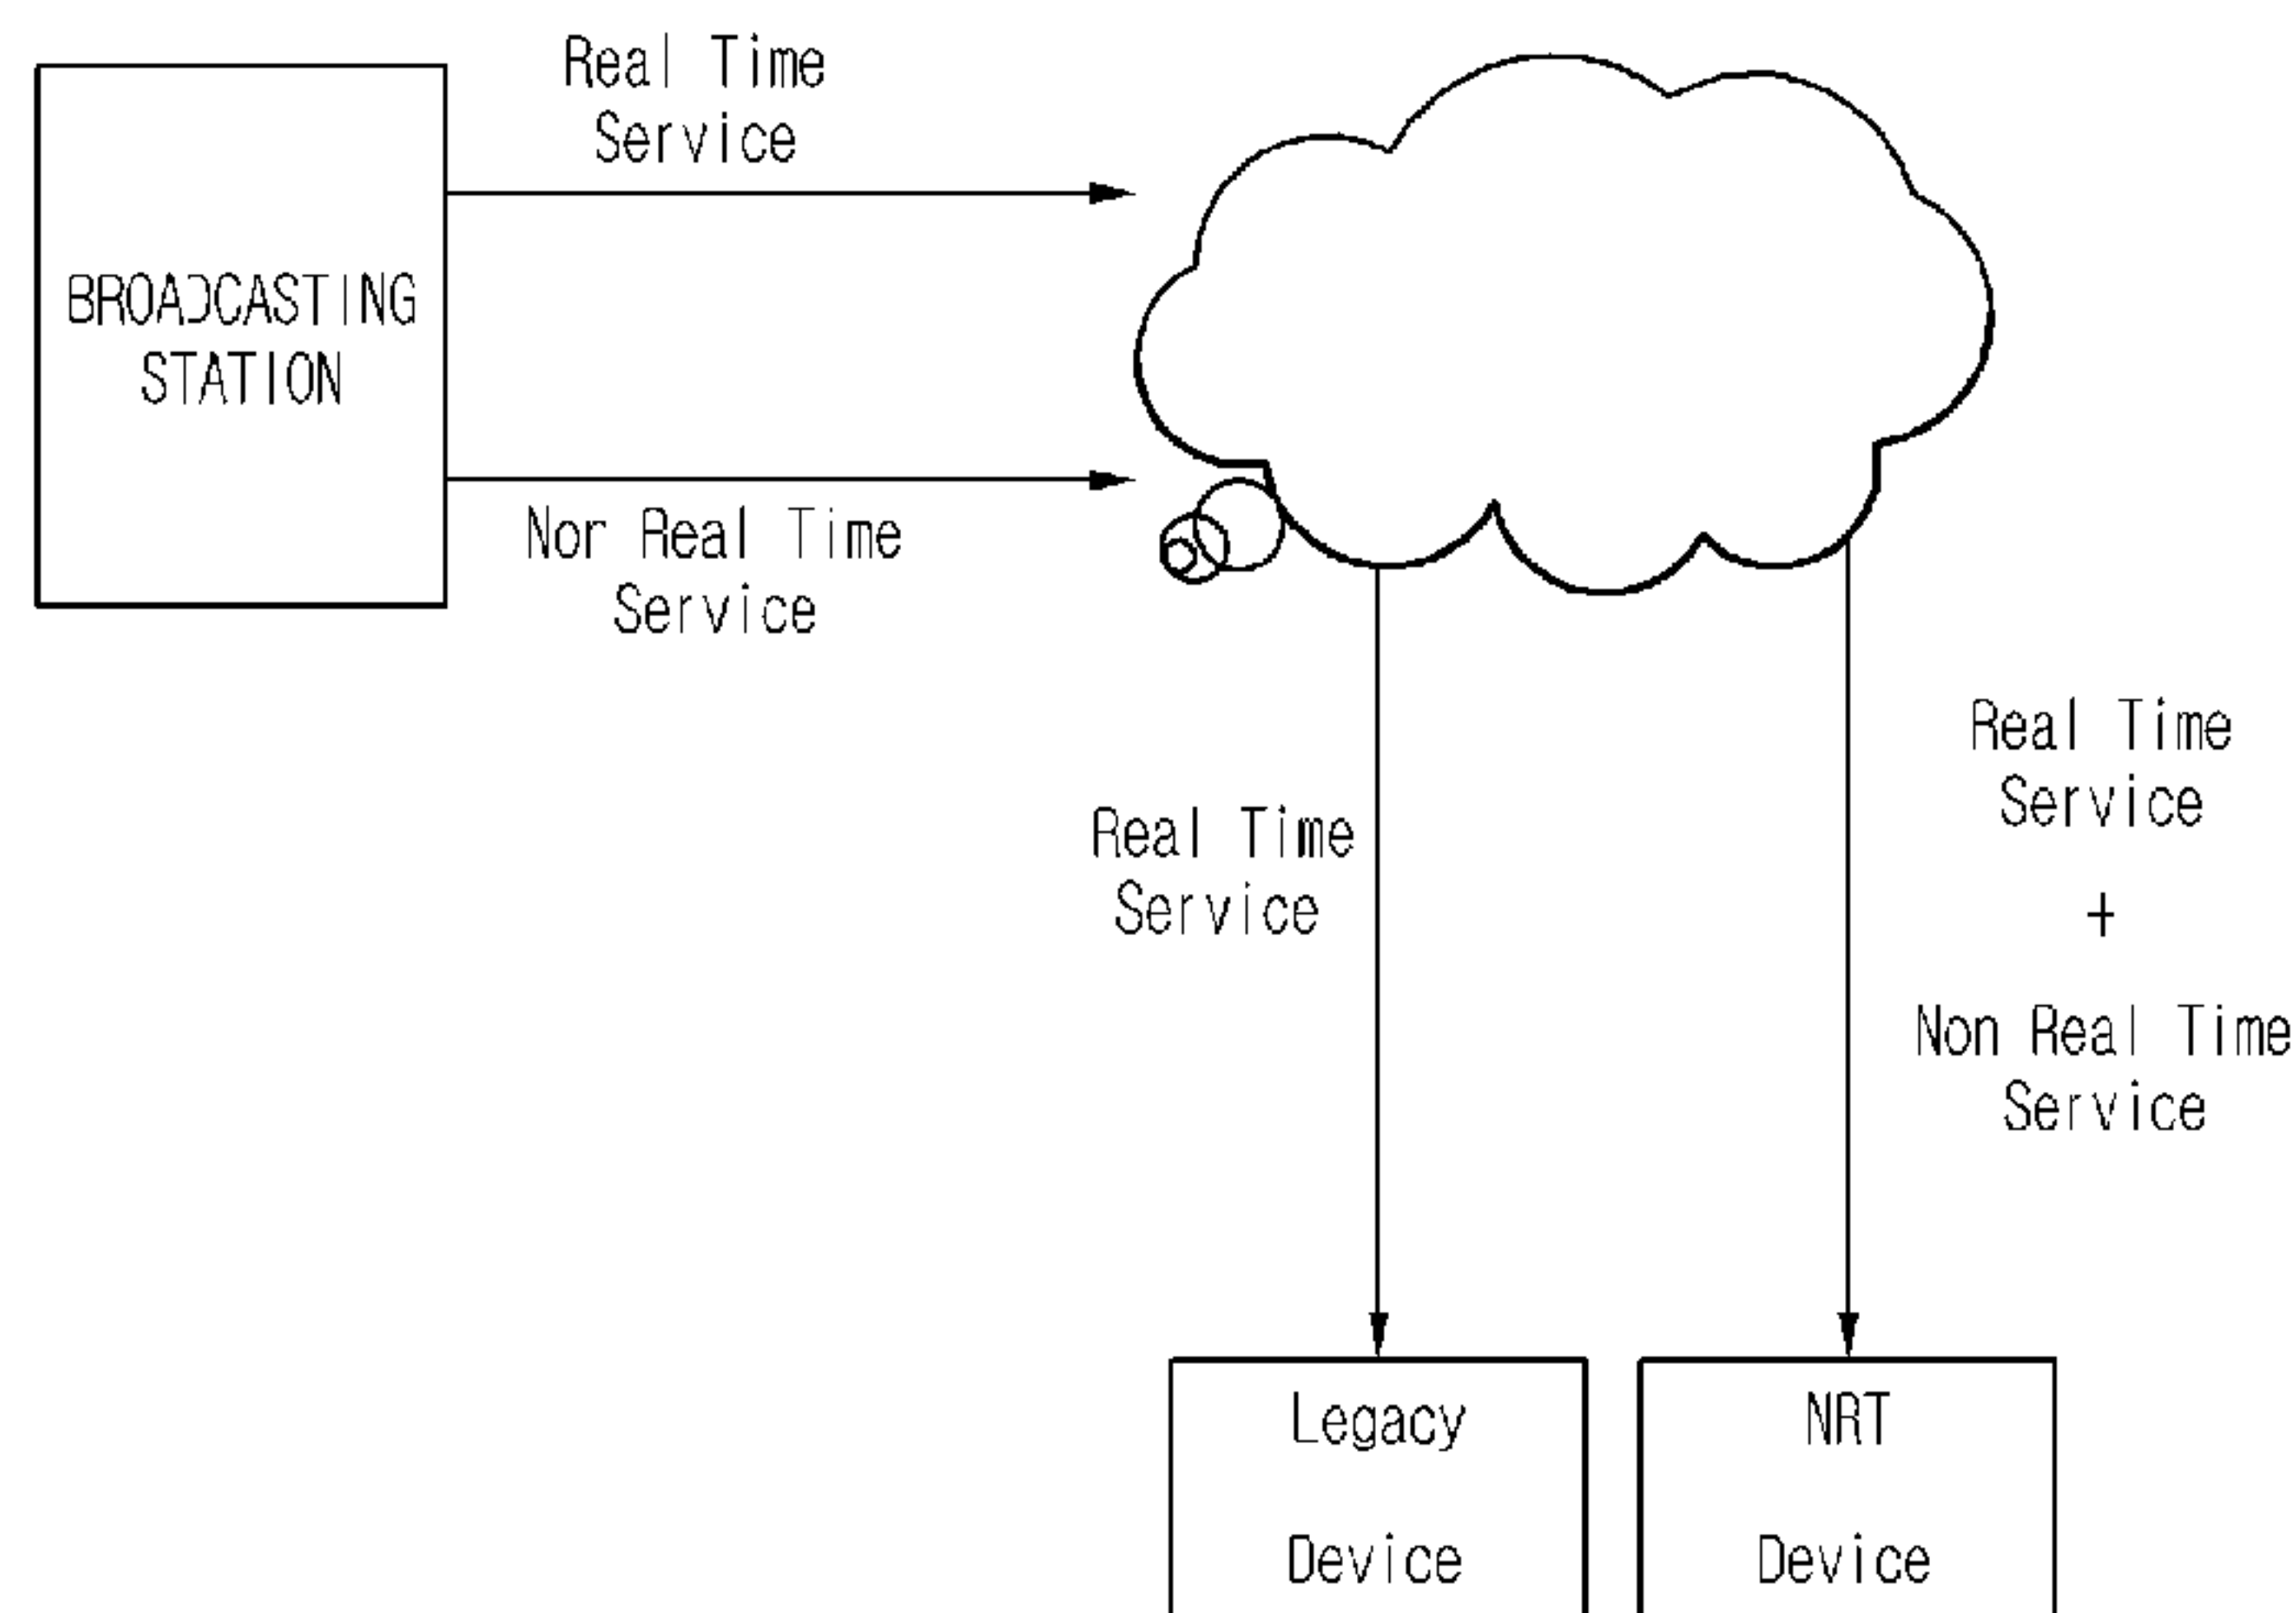 Real Time
Service
BROADCASTING
STATION
Nor Real Time
Service
Real Time
Service
Real Time
Service
+
Non Real Time
Service
Legacy
Device
NRT
Device